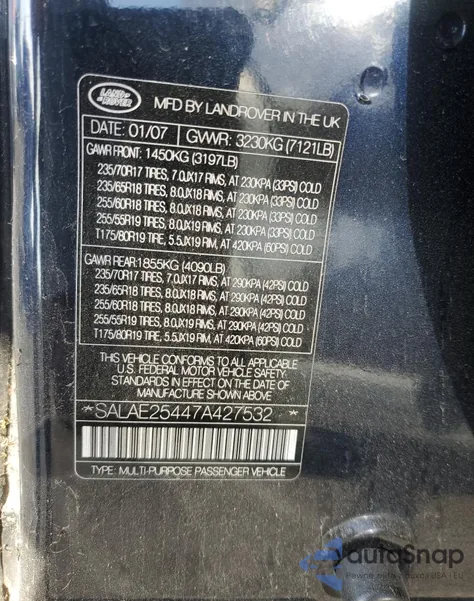 LAND-
ROVER
MFD BY LANDROVER IN THE UK
DATE: 01/07 GVWR: 3230KG (7121LB)
GAWR FRONT: 1450KG (3197LB)
235/70R17 TIRES, 7.0JX17 RIMS, AT 230KPA (33PSI) COLD
235/65R18 TIRES, 8.0JX18 RIMS, AT 230KPA (33PSI) COLD
255/60R18 TIRES, 8.0JX18 RIMS, AT 230KPA (33PSI) COLD
255/55R19 TIRES, 8.0JX19 RIMS, AT 230KPA (33PSI) COLD
T175/80R19 TIRE, 5.5JX19 RIM, AT 420KPA (60PSI) COLD
GAWR REAR: 1855KG (4090LB)
235/70R17 TIRES, 7.0JX17 RIMS, AT 290KPA (42PSI) COLD
235/65R18 TIRES, 8.0JX18 RIMS, AT 290KPA (42PSI) COLD
255/60R18 TIRES, 8.0JX18 RIMS, AT 290KPA (42PSI) COLD
255/55R19 TIRES, 8.0JX19 RIMS, AT 290KPA (42PSI) COLD
T175/80R19 TIRE, 5.5JX19 RIM, AT 420KPA (60PSI) COLD
THIS VEHICLE CONFORMS TO ALL APPLICABLE
U.S. FEDERAL MOTOR VEHICLE SAFETY.
STANDARDS IN EFFECT ON THE DATE OF
MANUFACTURE SHOWN ABOVE
*SALAE25447A427532
TYPE: MULTI-PURPOSE PASSENGER VEHICLE
autoSnap